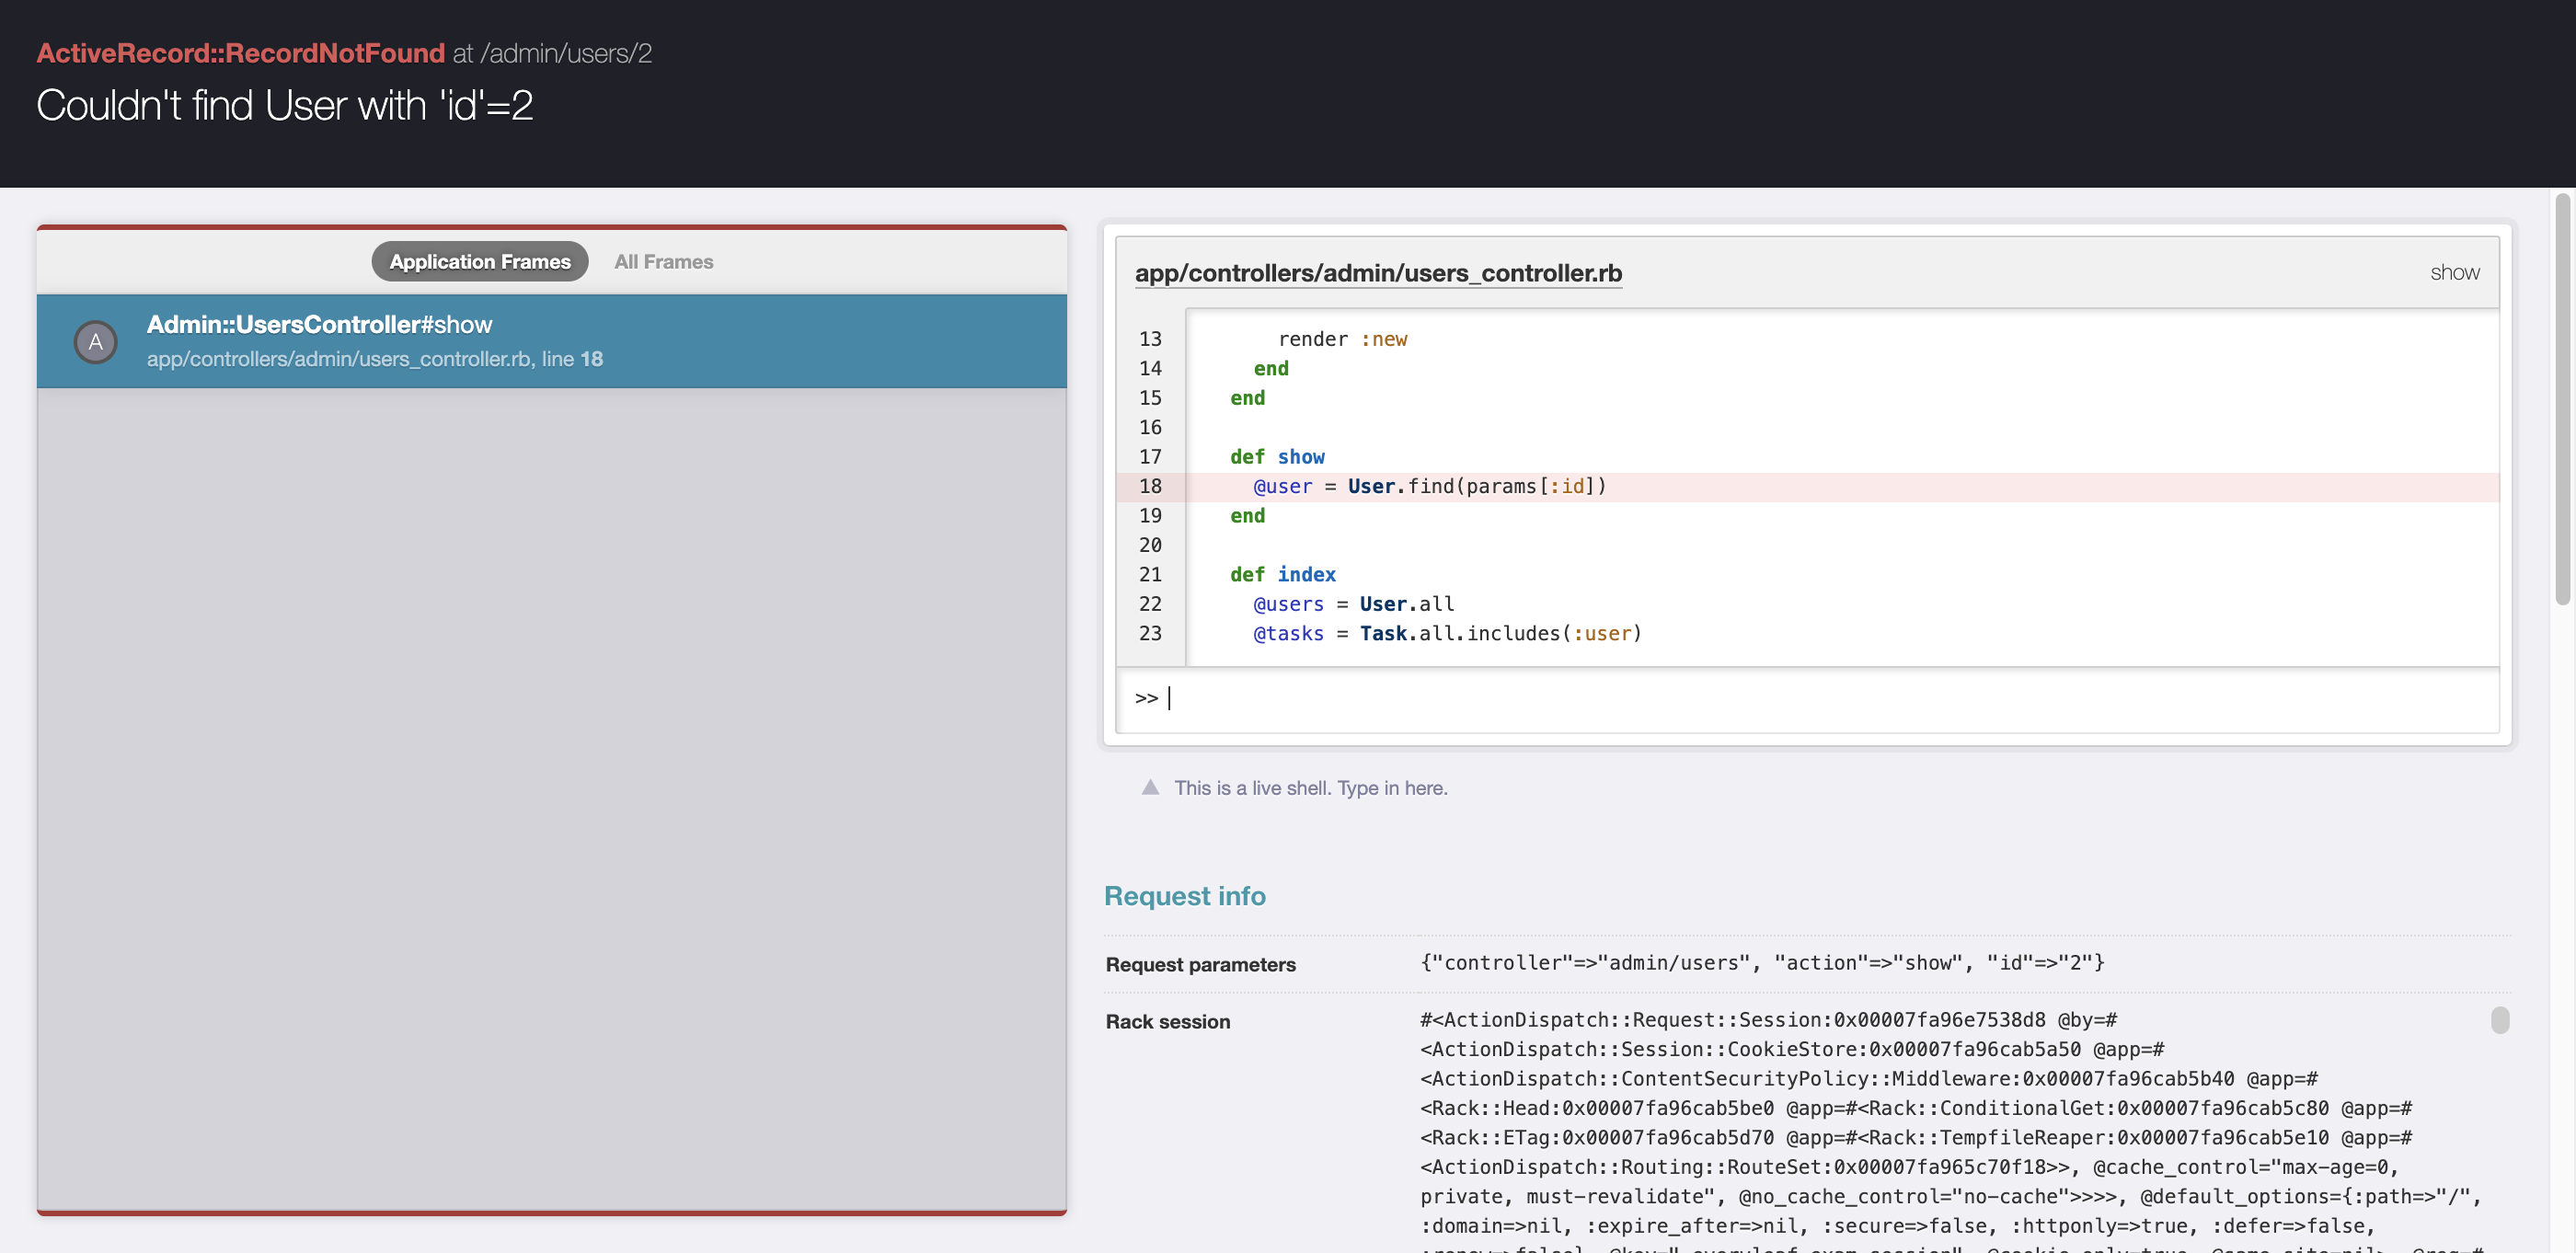 ActiveRecord::RecordNotFound at /admin/users/2
Couldn't find User with 'id'=2
Application Frames All Frames
A
Admin::UsersController#show
app/controllers/admin/users_controller.rb, line 18
app/controllers/admin/users_controller.rb show
13 render :new
14 end
15 end
16
17 def show
18 @user = User.find(params[:id])
19 end
20
21 def index
22 @users = User.all
23 @tasks = Task.all.includes(:user)
>>
This is a live shell. Type in here.
Request info
Request parameters {"controller"=>"admin/users", "action"=>"show", "id"=>"2"}
Rack session #<ActionDispatch::Request::Session:0x00007fa96e7538d8 @by=#
<ActionDispatch::Session::CookieStore:0x00007fa96cab5a50 @app=#
<ActionDispatch::ContentSecurityPolicy::Middleware:0x00007fa96cab5b40 @app=#
<Rack::Head:0x00007fa96cab5be0 @app=#<Rack::ConditionalGet:0x00007fa96cab5c80 @app=#
<Rack::ETag:0x00007fa96cab5d70 @app=#<Rack::TempfileReaper:0x00007fa96cab5e10 @app=#
<ActionDispatch::Routing::RouteSet:0x00007fa965c70f18>>, @cache_control="max-age=0,
private, must-revalidate", @no_cache_control="no-cache">>>>, @default_options={:path=>"/",
:domain=>nil, :expire_after=>nil, :secure=>false, :httponly=>true, :defer=>false,